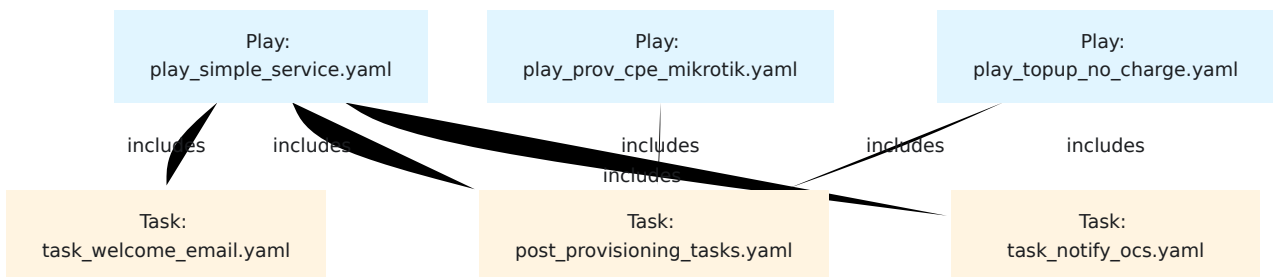 Play:
play_simple_service.yaml
Play:
play_prov_cpe_mikrotik.yaml
Play:
play_topup_no_charge.yaml
includes
includes
includes
includes
includes
includes
Task:
task_welcome_email.yaml
Task:
post_provisioning_tasks.yaml
Task:
task_notify_ocs.yaml